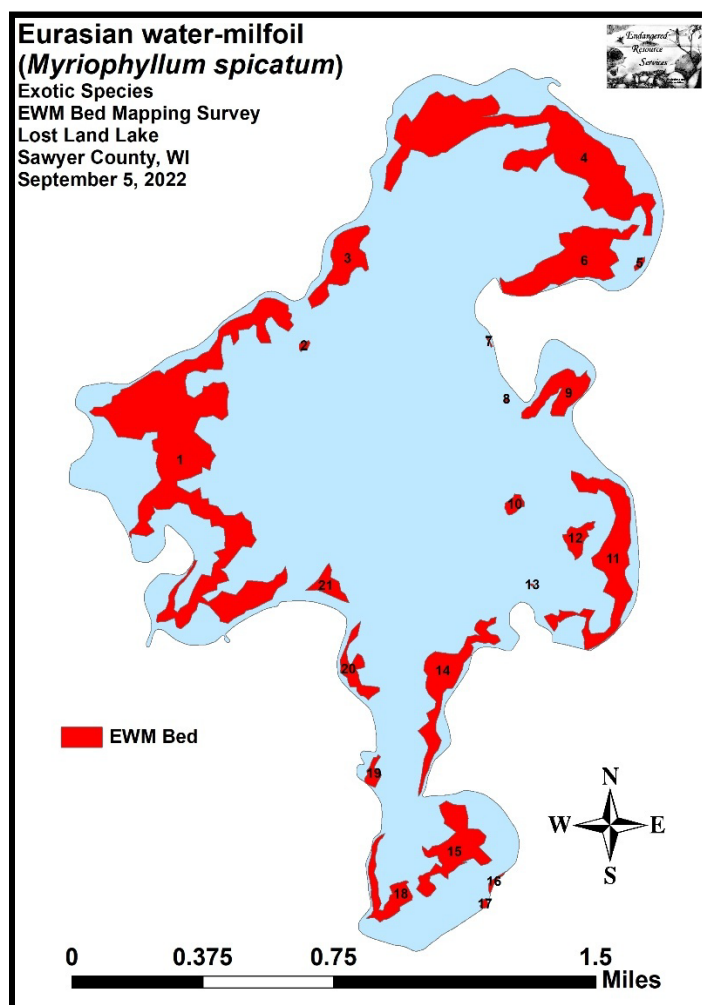 Eurasian water-milfoil
(Myriophyllum spicatum)
Exotic Species
EWM Bed Mapping Survey
Lost Land Lake
Sawyer County, WI
September 5, 2022
Endangered
Resource
Services
4
3
6
5
2
7
8
9
1
10
12
11
13
21
20
14
EWM Bed
19
N
W
E
S
15
16
18
17
0
0.375
0.75
1.5
Miles